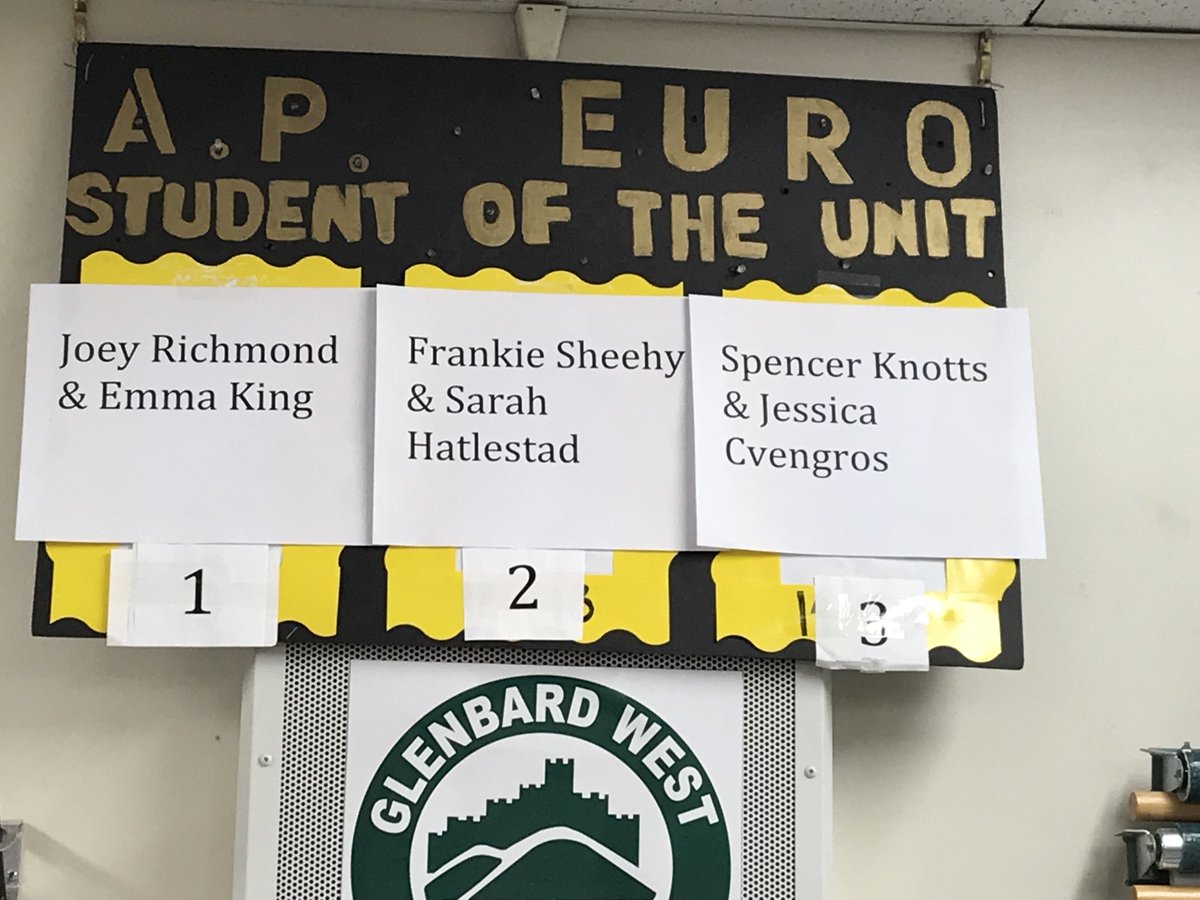 A.P. EURO
STUDENT OF THE UNIT
Joey Richmond
& Emma King
Frankie Sheehy
& Sarah
Hatlestad
Spencer Knotts
& Jessica
Cvengros
1
2
3
GLENBARD WEST